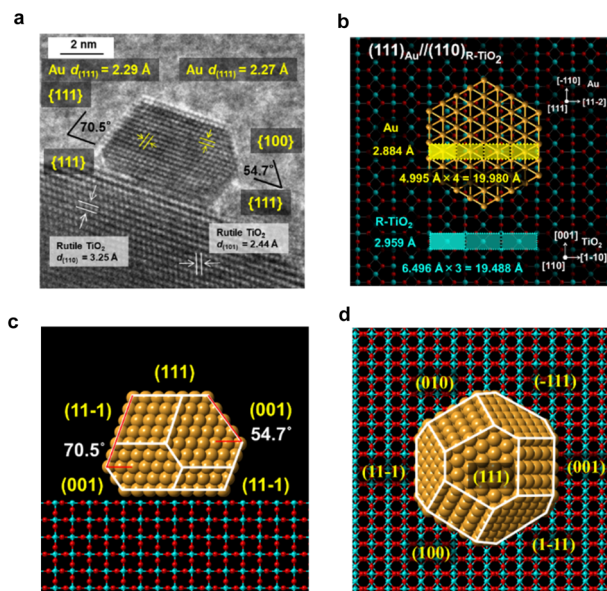 a
2 nm
Au d(111) = 2.29 Å
Au d(111) = 2.27 Å
{111}
70.5°
{100}
{111}
54.7°
{111}
Rutile TiO2
d(110) = 3.25 Å
Rutile TiO2
d(101) = 2.44 Å
b
(111)Au//(110)R-TiO2
[-110]
[111]
[11-2]
Au
2.884 Å
4.995 Å × 4 = 19.980 Å
R-TiO2
2.959 Å
[001]
TiO2
[110]
[1-10]
6.496 Å × 3 = 19.488 Å
c
(111)
(11-1)
(001)
70.5°
54.7°
(001)
(11-1)
d
(010)
(-111)
(11-1)
(111)
(001)
(100)
(1-11)